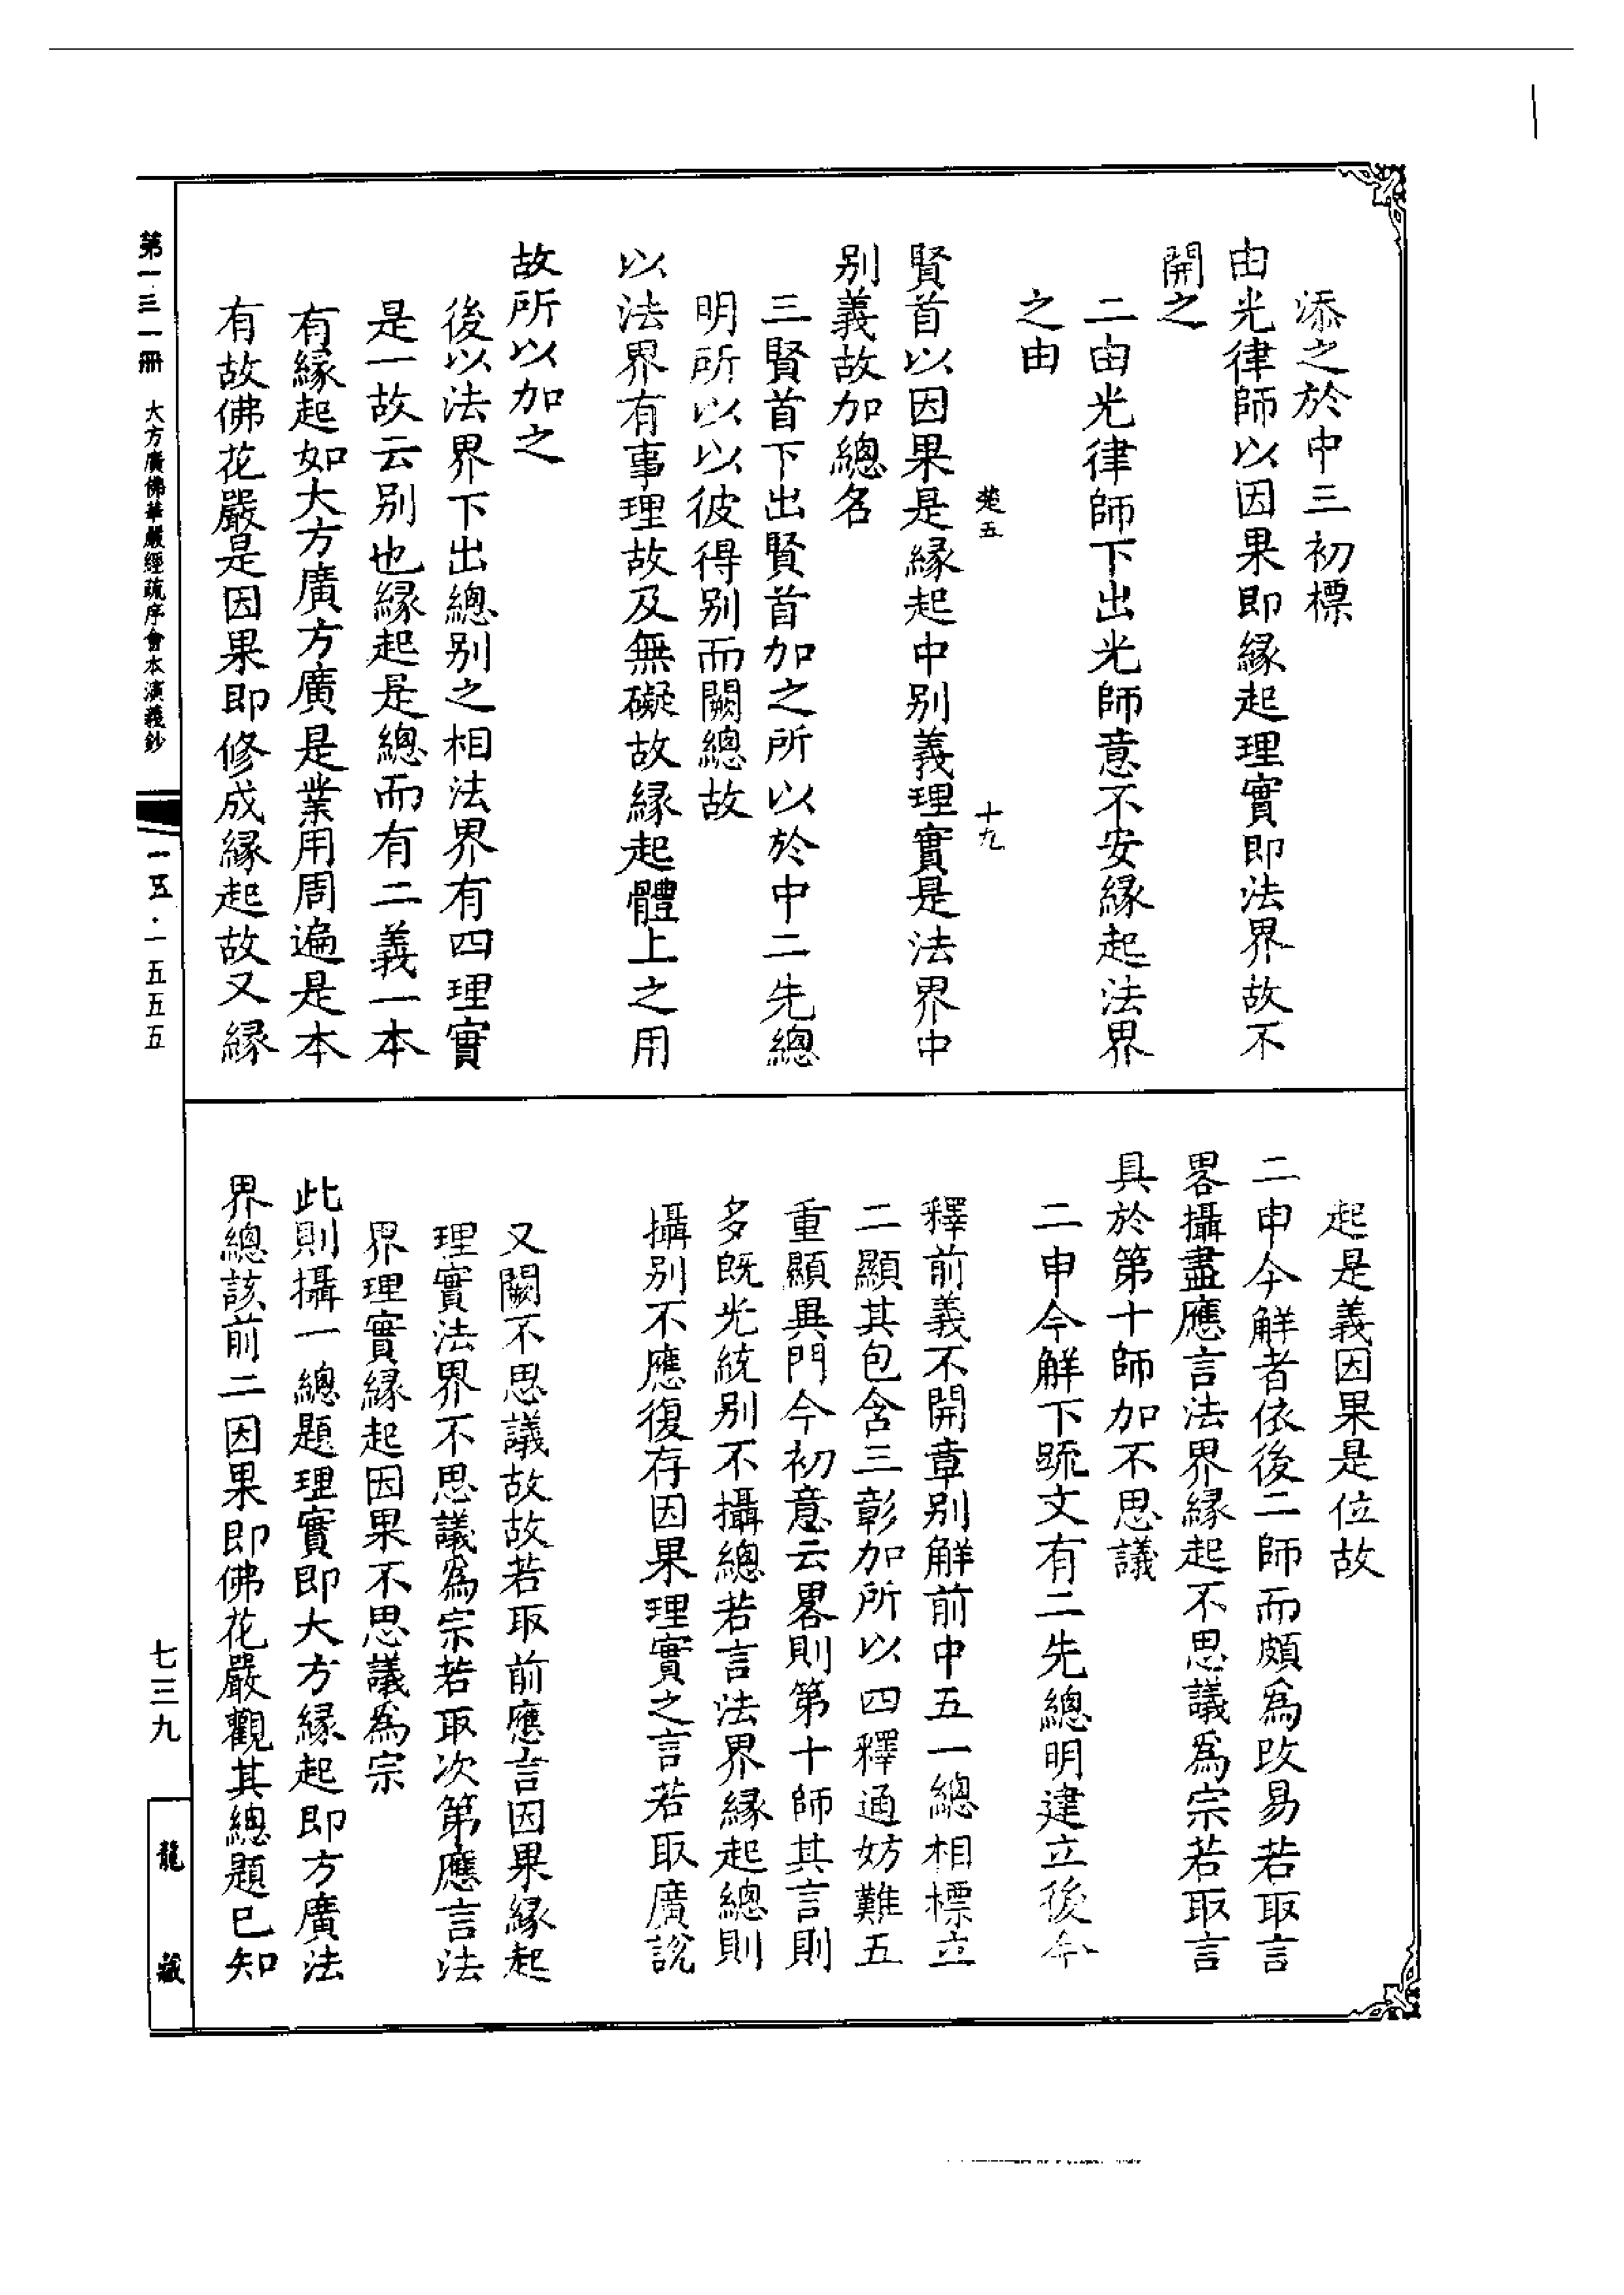 添之於中三初標
由光律師以因果即緣起理實即法界故不
開之
二由光律師下出光師意不安緣起法界
之由
楚五 十九
賢首以因果是緣起中別義理實是法界中
別義故加總名
三賢首下出賢首加之所以於中二先總
明所以以彼得別而闕總故
以法界有事理故及無礙故緣起體上之用
故所以加之
後以法界下出總別之相法界有四理實
是一故云別也緣起是總而有二義一本
有緣起如大方廣方廣是業用周遍是本
有故佛花嚴是因果即修成緣起故又緣
起是義因果是位故
二申今解者依後二師而頗為改易若取言
畧攝盡應言法界緣起不思議為宗若取言
具於第十師加不思議
二申今解下疏文有二先總明建立後今
釋前義不開章別解前中五一總相標立
二顯其包含三彰加所以四釋通妨難五
重顯異門今初意云畧則第十師其言則
多既光統別不攝總若言法界緣起總則
攝別不應復存因果理實之言若取廣說
又闕不思議故故若取前應言因果緣起
理實法界不思議為宗若取次第應言法
界理實緣起因果不思議為宗
此則攝一總題理實即大方緣起即方廣法
界總該前二因果即佛花嚴觀其總題已知
第一三一冊 大方廣佛華嚴經疏序會本演義鈔
一五·一五五五
七三九
龍藏